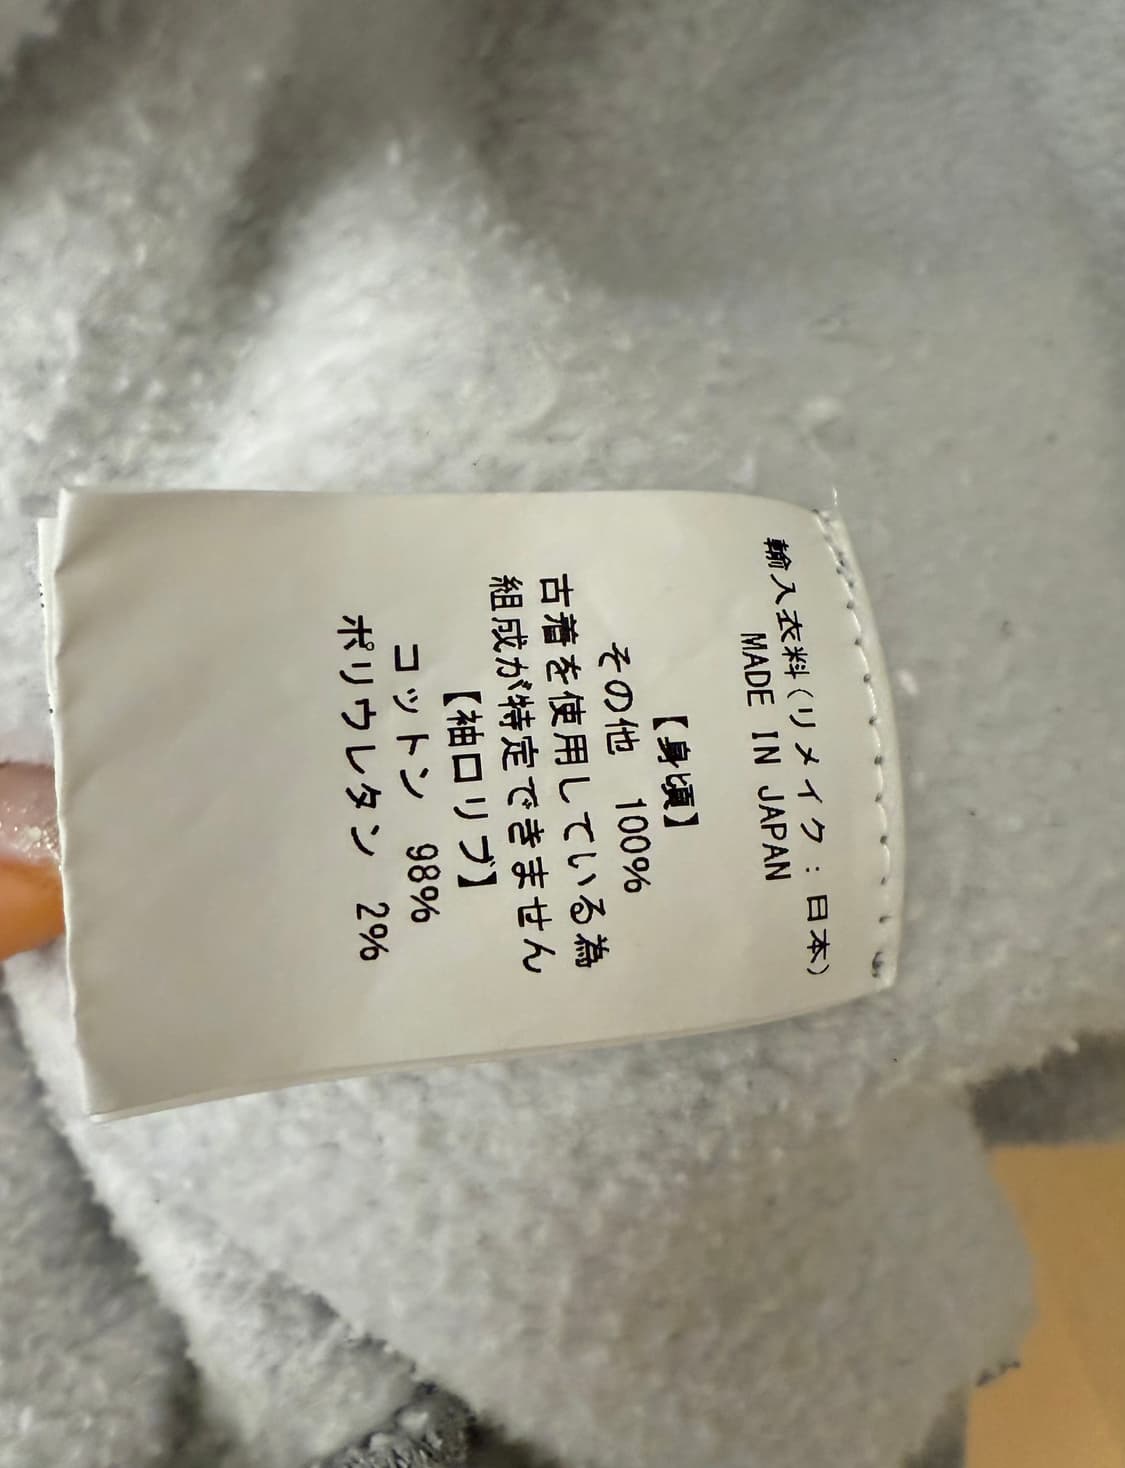 輸入衣料(リメイク:日本)
MADE IN JAPAN
【身頃】
その他 100%
古着を使用している為
組成が特定できません
【袖口リブ】
コットン 98%
ポリウレタン 2%